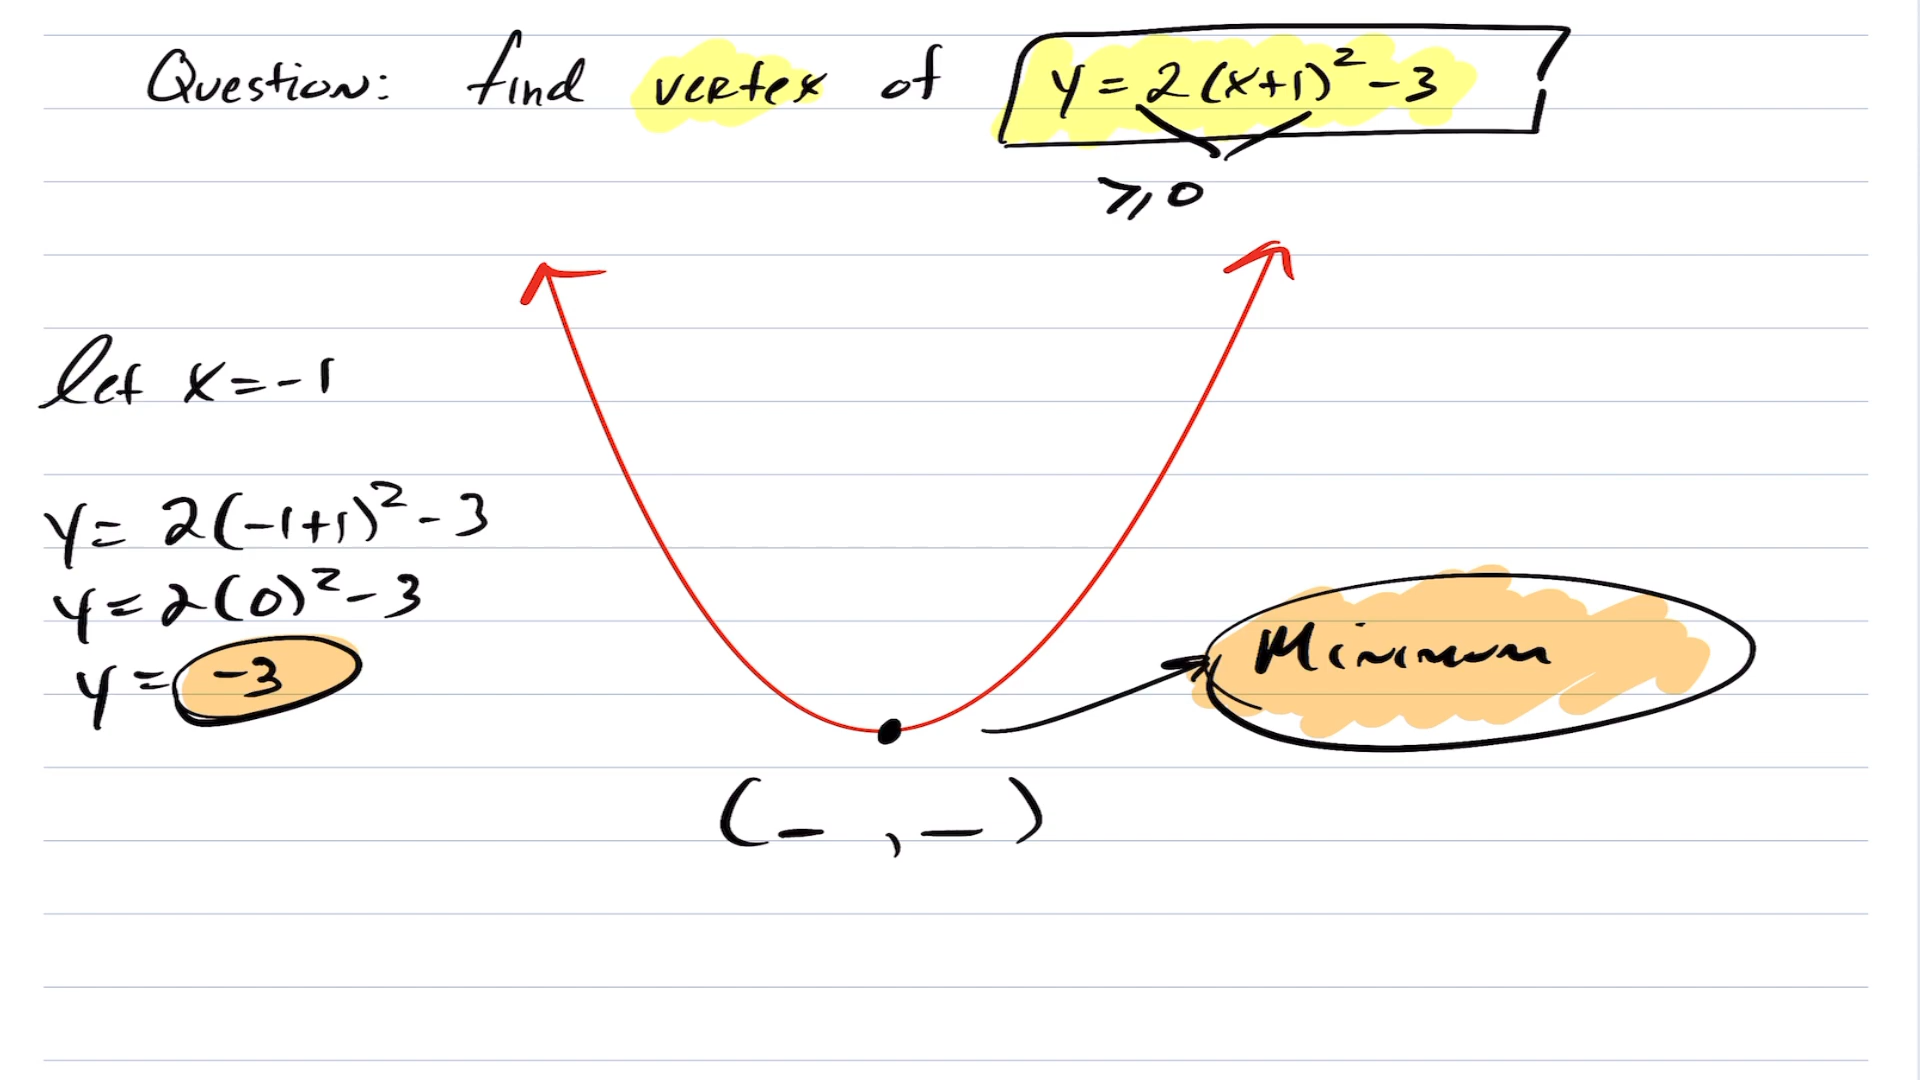 Question: find vertex of y = 2(x+1)² - 3
≥ 0
let x = -1
y = 2(-1+1)² - 3
y = 2(0)² - 3
y = -3
Minimum
(_ , _)